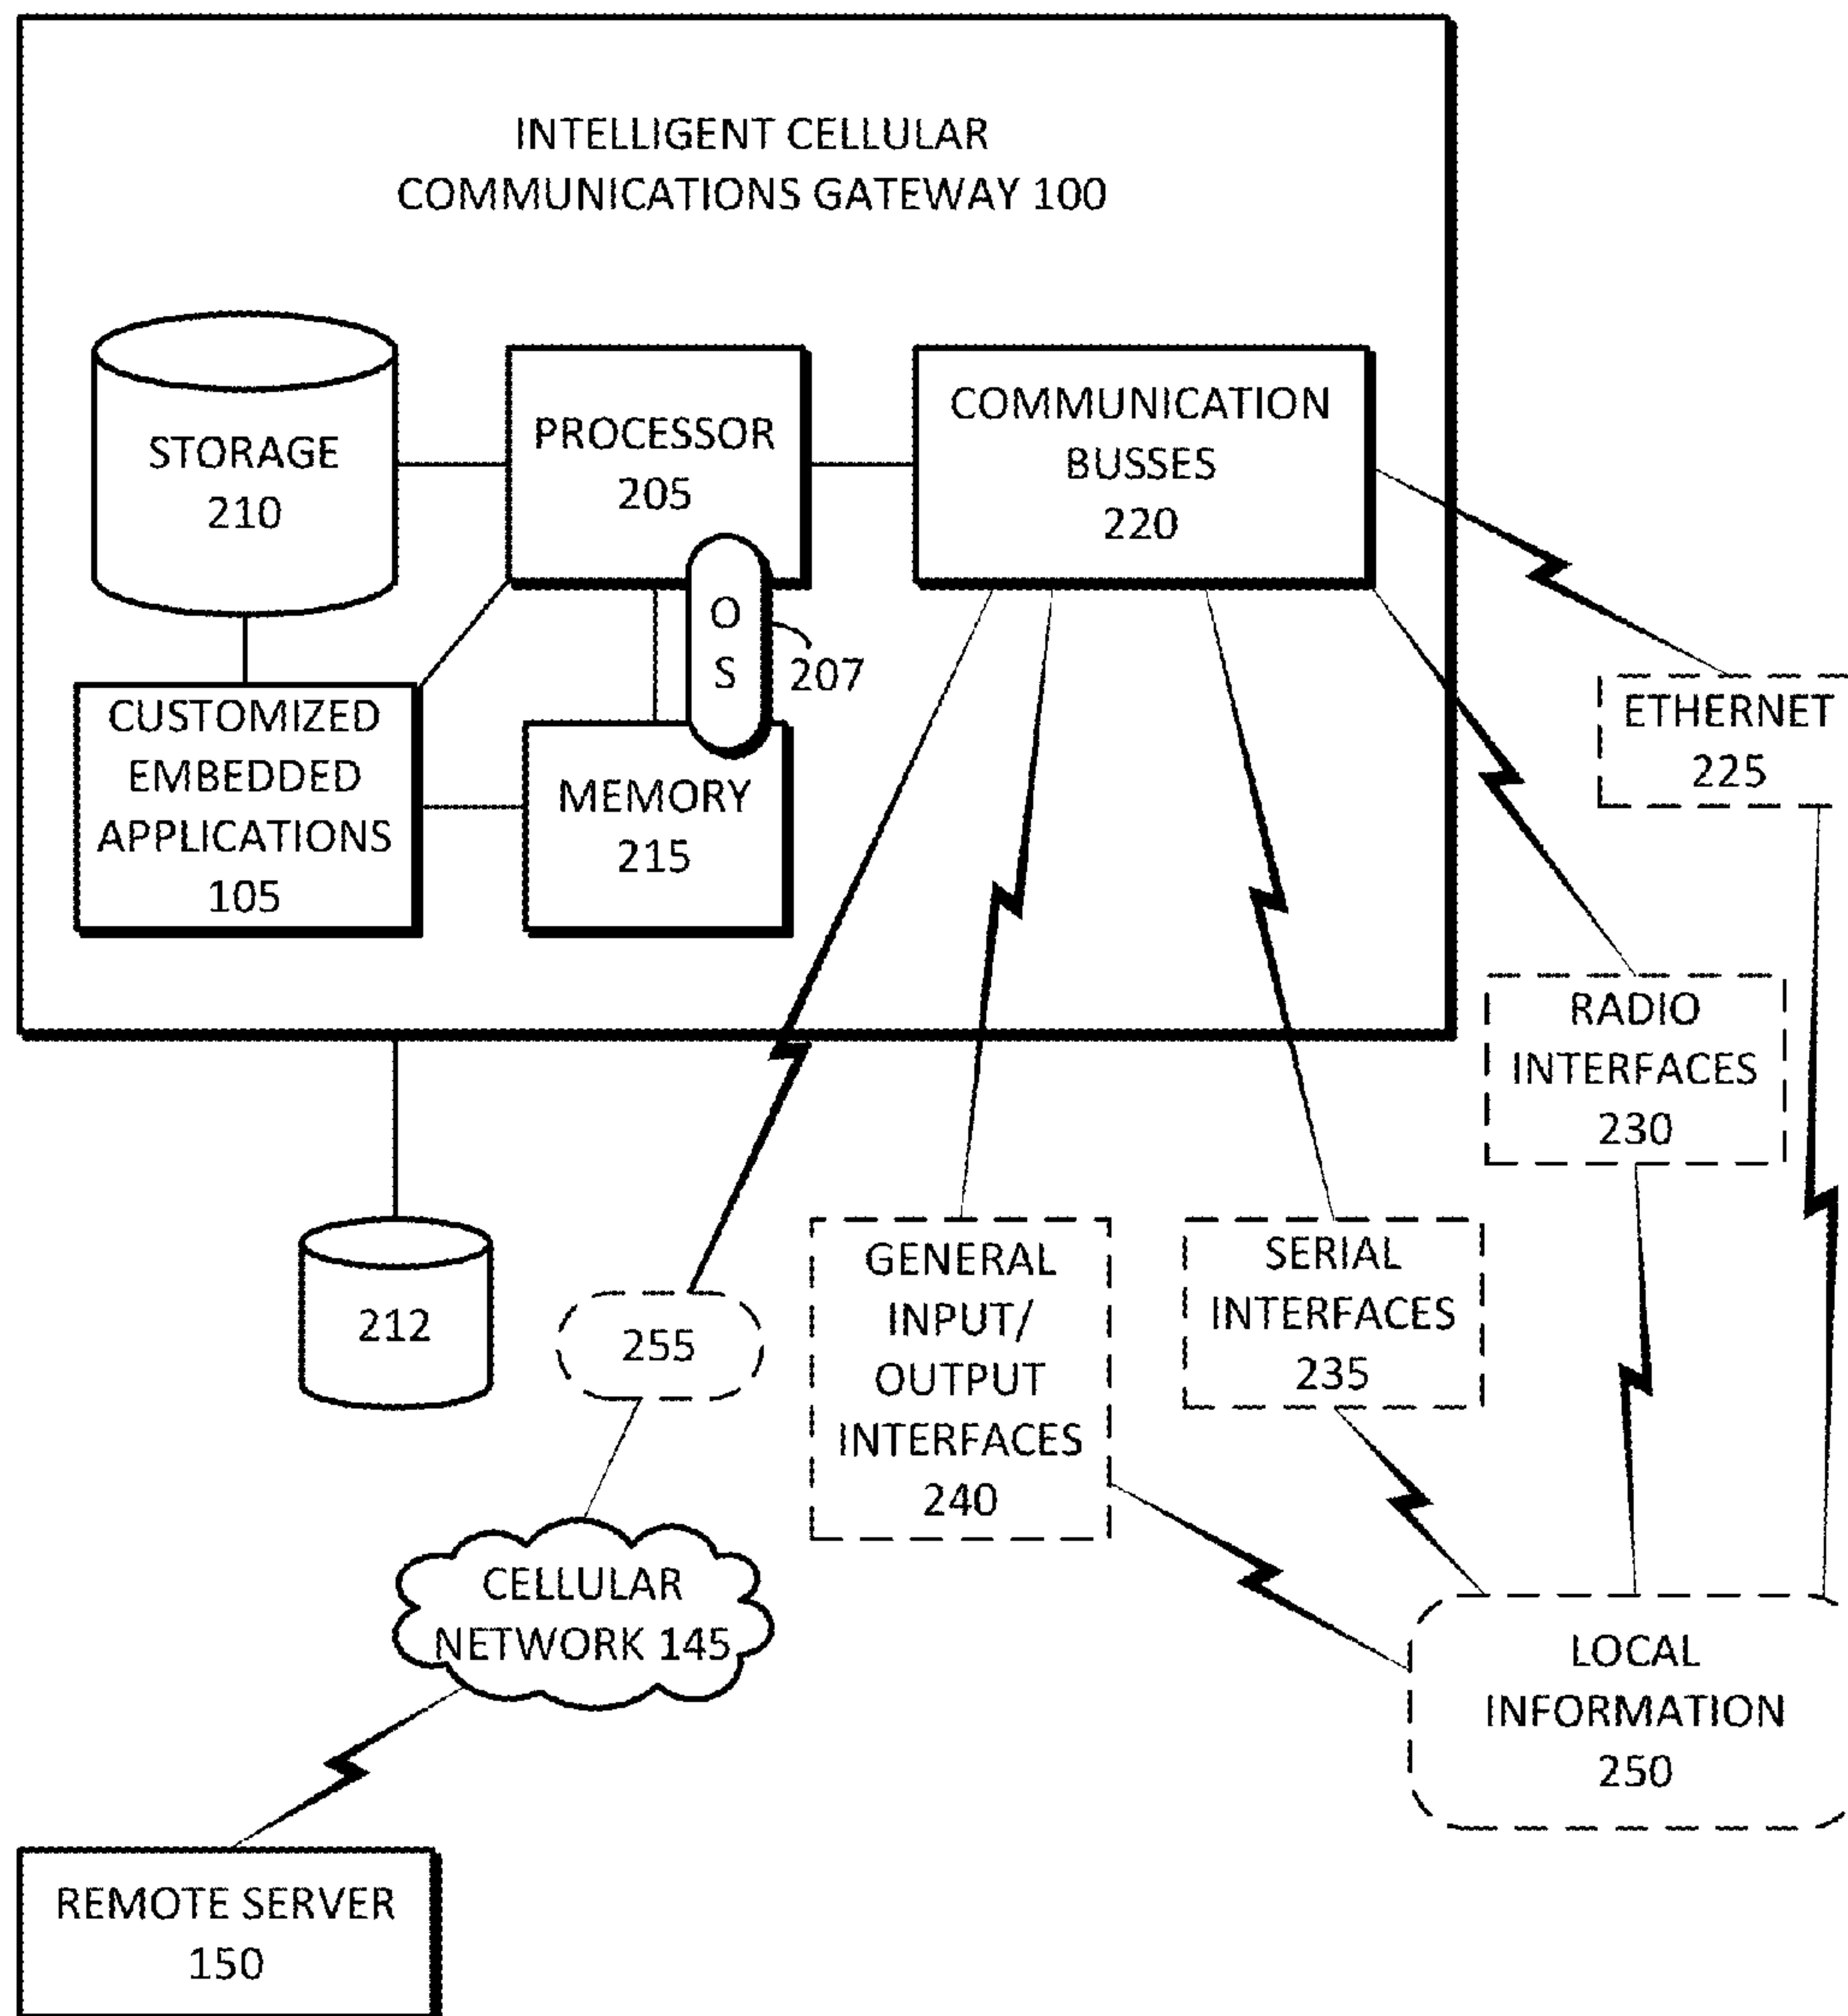 INTELLIGENT CELLULAR
COMMUNICATIONS GATEWAY 100
STORAGE
210
PROCESSOR
205
COMMUNICATION
BUSSES
220
O
S
207
CUSTOMIZED
EMBEDDED
APPLICATIONS
105
MEMORY
215
ETHERNET
225
RADIO
INTERFACES
230
212
255
GENERAL
INPUT/
OUTPUT
INTERFACES
240
SERIAL
INTERFACES
235
CELLULAR
NETWORK 145
LOCAL
INFORMATION
250
REMOTE SERVER
150